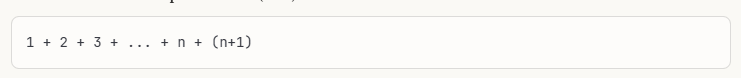 1 + 2 + 3 + ... + n + (n+1)